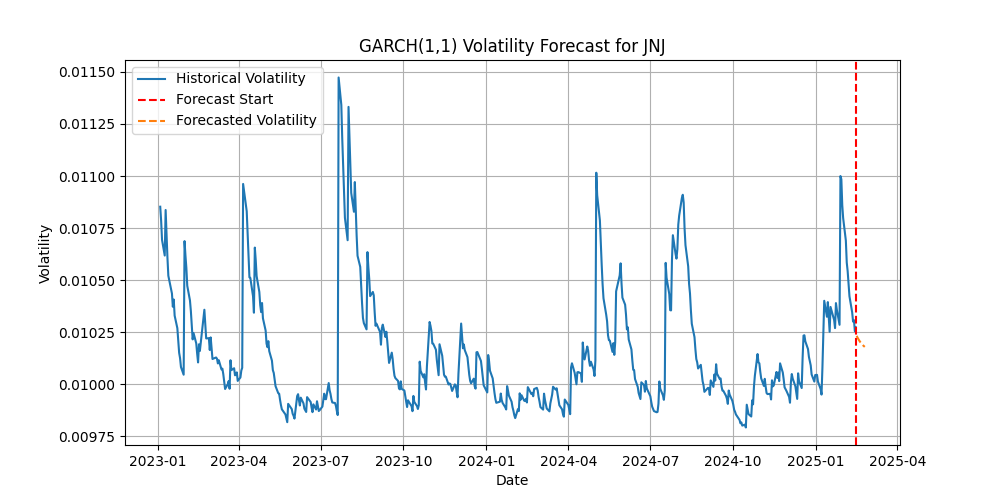 GARCH(1,1) Volatility Forecast for JNJ
Historical Volatility
Forecast Start
Forecasted Volatility
Volatility
0.01150
0.01125
0.01100
0.01075
0.01050
0.01025
0.01000
0.00975
2023-01 2023-04 2023-07 2023-10 2024-01 2024-04 2024-07 2024-10 2025-01 2025-04
Date